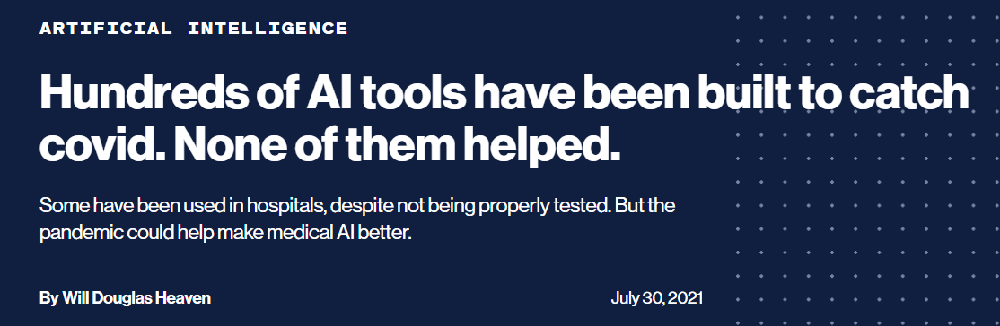 ARTIFICIAL INTELLIGENCE
Hundreds of AI tools have been built to catch
covid. None of them helped.
Some have been used in hospitals, despite not being properly tested. But the
pandemic could help make medical AI better.
By Will Douglas Heaven
July 30, 2021